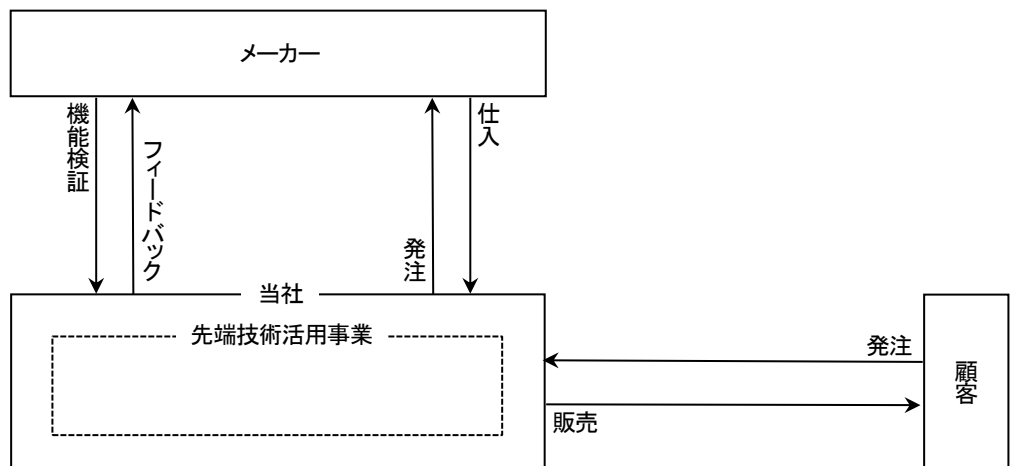 メーカー
機能検証
フィードバック
発注
仕入
当社
先端技術活用事業
発注
販売
顧客